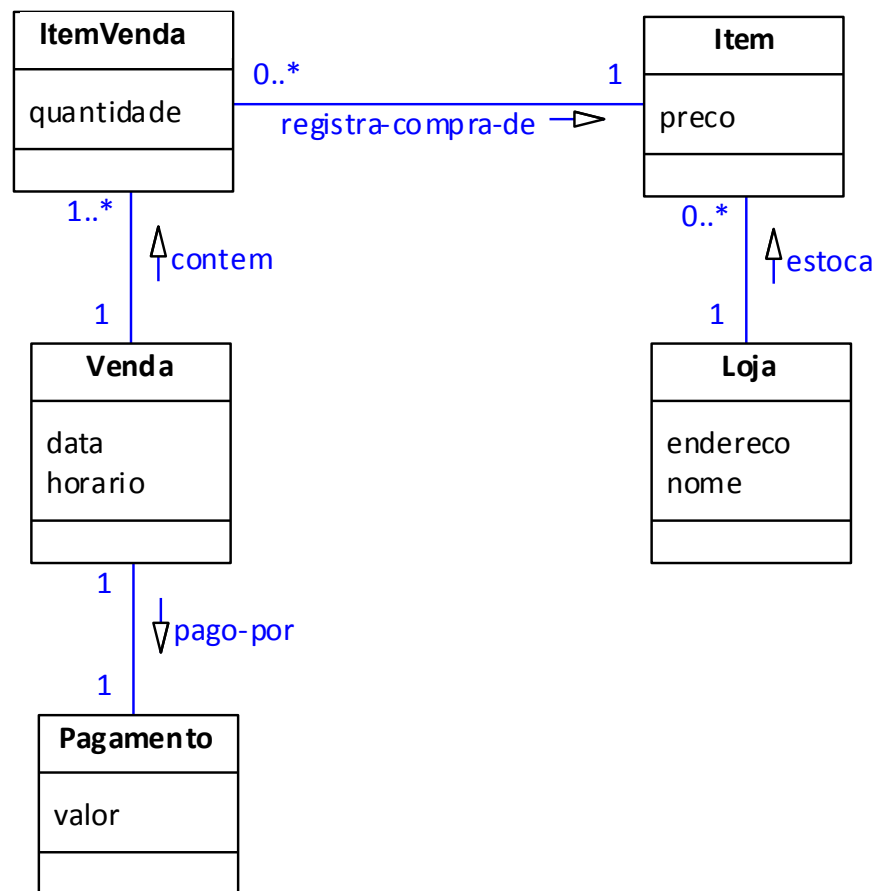 ItemVenda
quantidade
0..*
1
registra-compra-de
Item
preco
1..*
contem
1
0..*
estoca
1
Venda
data
horario
Loja
endereco
nome
1
pago-por
1
Pagamento
valor